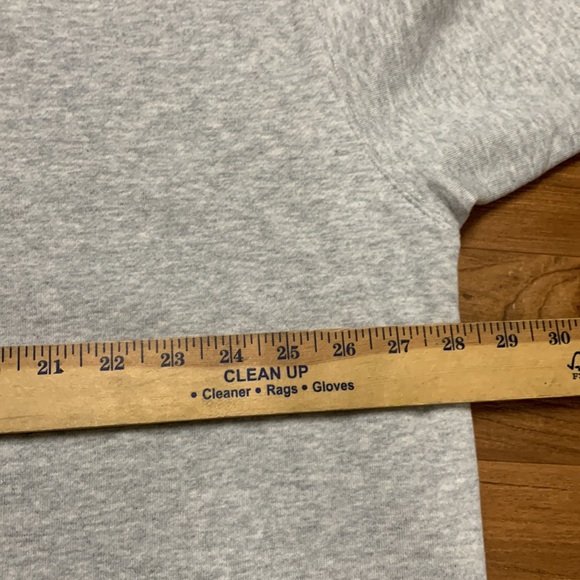 21 22 23 24 25 26 27 28 29 30
CLEAN UP
• Cleaner • Rags • Gloves